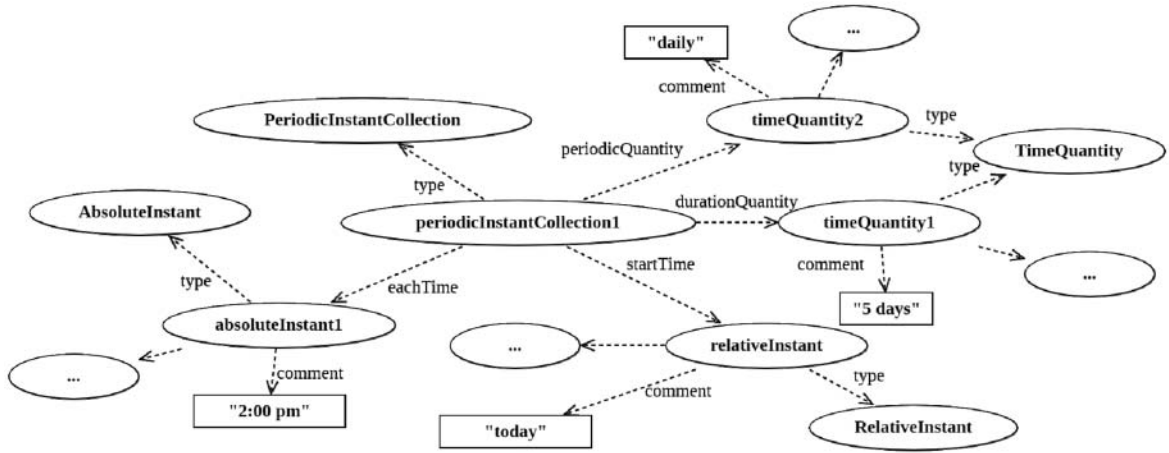 ...
"daily"
comment
PeriodicInstantCollection
timeQuantity2
type
TimeQuantity
periodicQuantity
type
type
durationQuantity
AbsoluteInstant
periodicInstantCollection1
timeQuantity1
type
eachTime
startTime
comment
...
absoluteInstant1
"5 days"
...
relativeInstant
...
comment
comment
type
"2:00 pm"
"today"
RelativeInstant